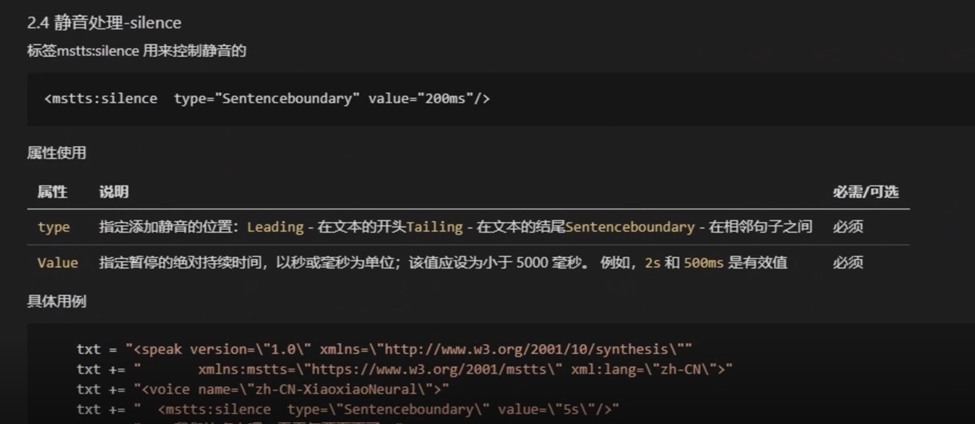 2.4 静音处理-silence
标签mstts:silence 用来控制静音的
<mstts:silence  type="Sentenceboundary" value="200ms"/>
属性使用
属性 说明 必需/可选
type 指定添加静音的位置：Leading - 在文本的开头Tailing - 在文本的结尾Sentenceboundary - 在相邻句子之间 必须
Value 指定暂停的绝对持续时间，以秒或毫秒为单位；该值应设为小于 5000 毫秒。 例如，2s 和 500ms 是有效值 必须
具体用例
txt = "<speak version=\"1.0\" xmlns=\"http://www.w3.org/2001/10/synthesis\""
txt += "       xmlns:mstts=\"https://www.w3.org/2001/mstts\" xml:lang=\"zh-CN\">"
txt += "<voice name=\"zh-CN-XiaoxiaoNeural\">"
txt += "  <mstts:silence  type=\"Sentenceboundary\" value=\"5s\"/>"